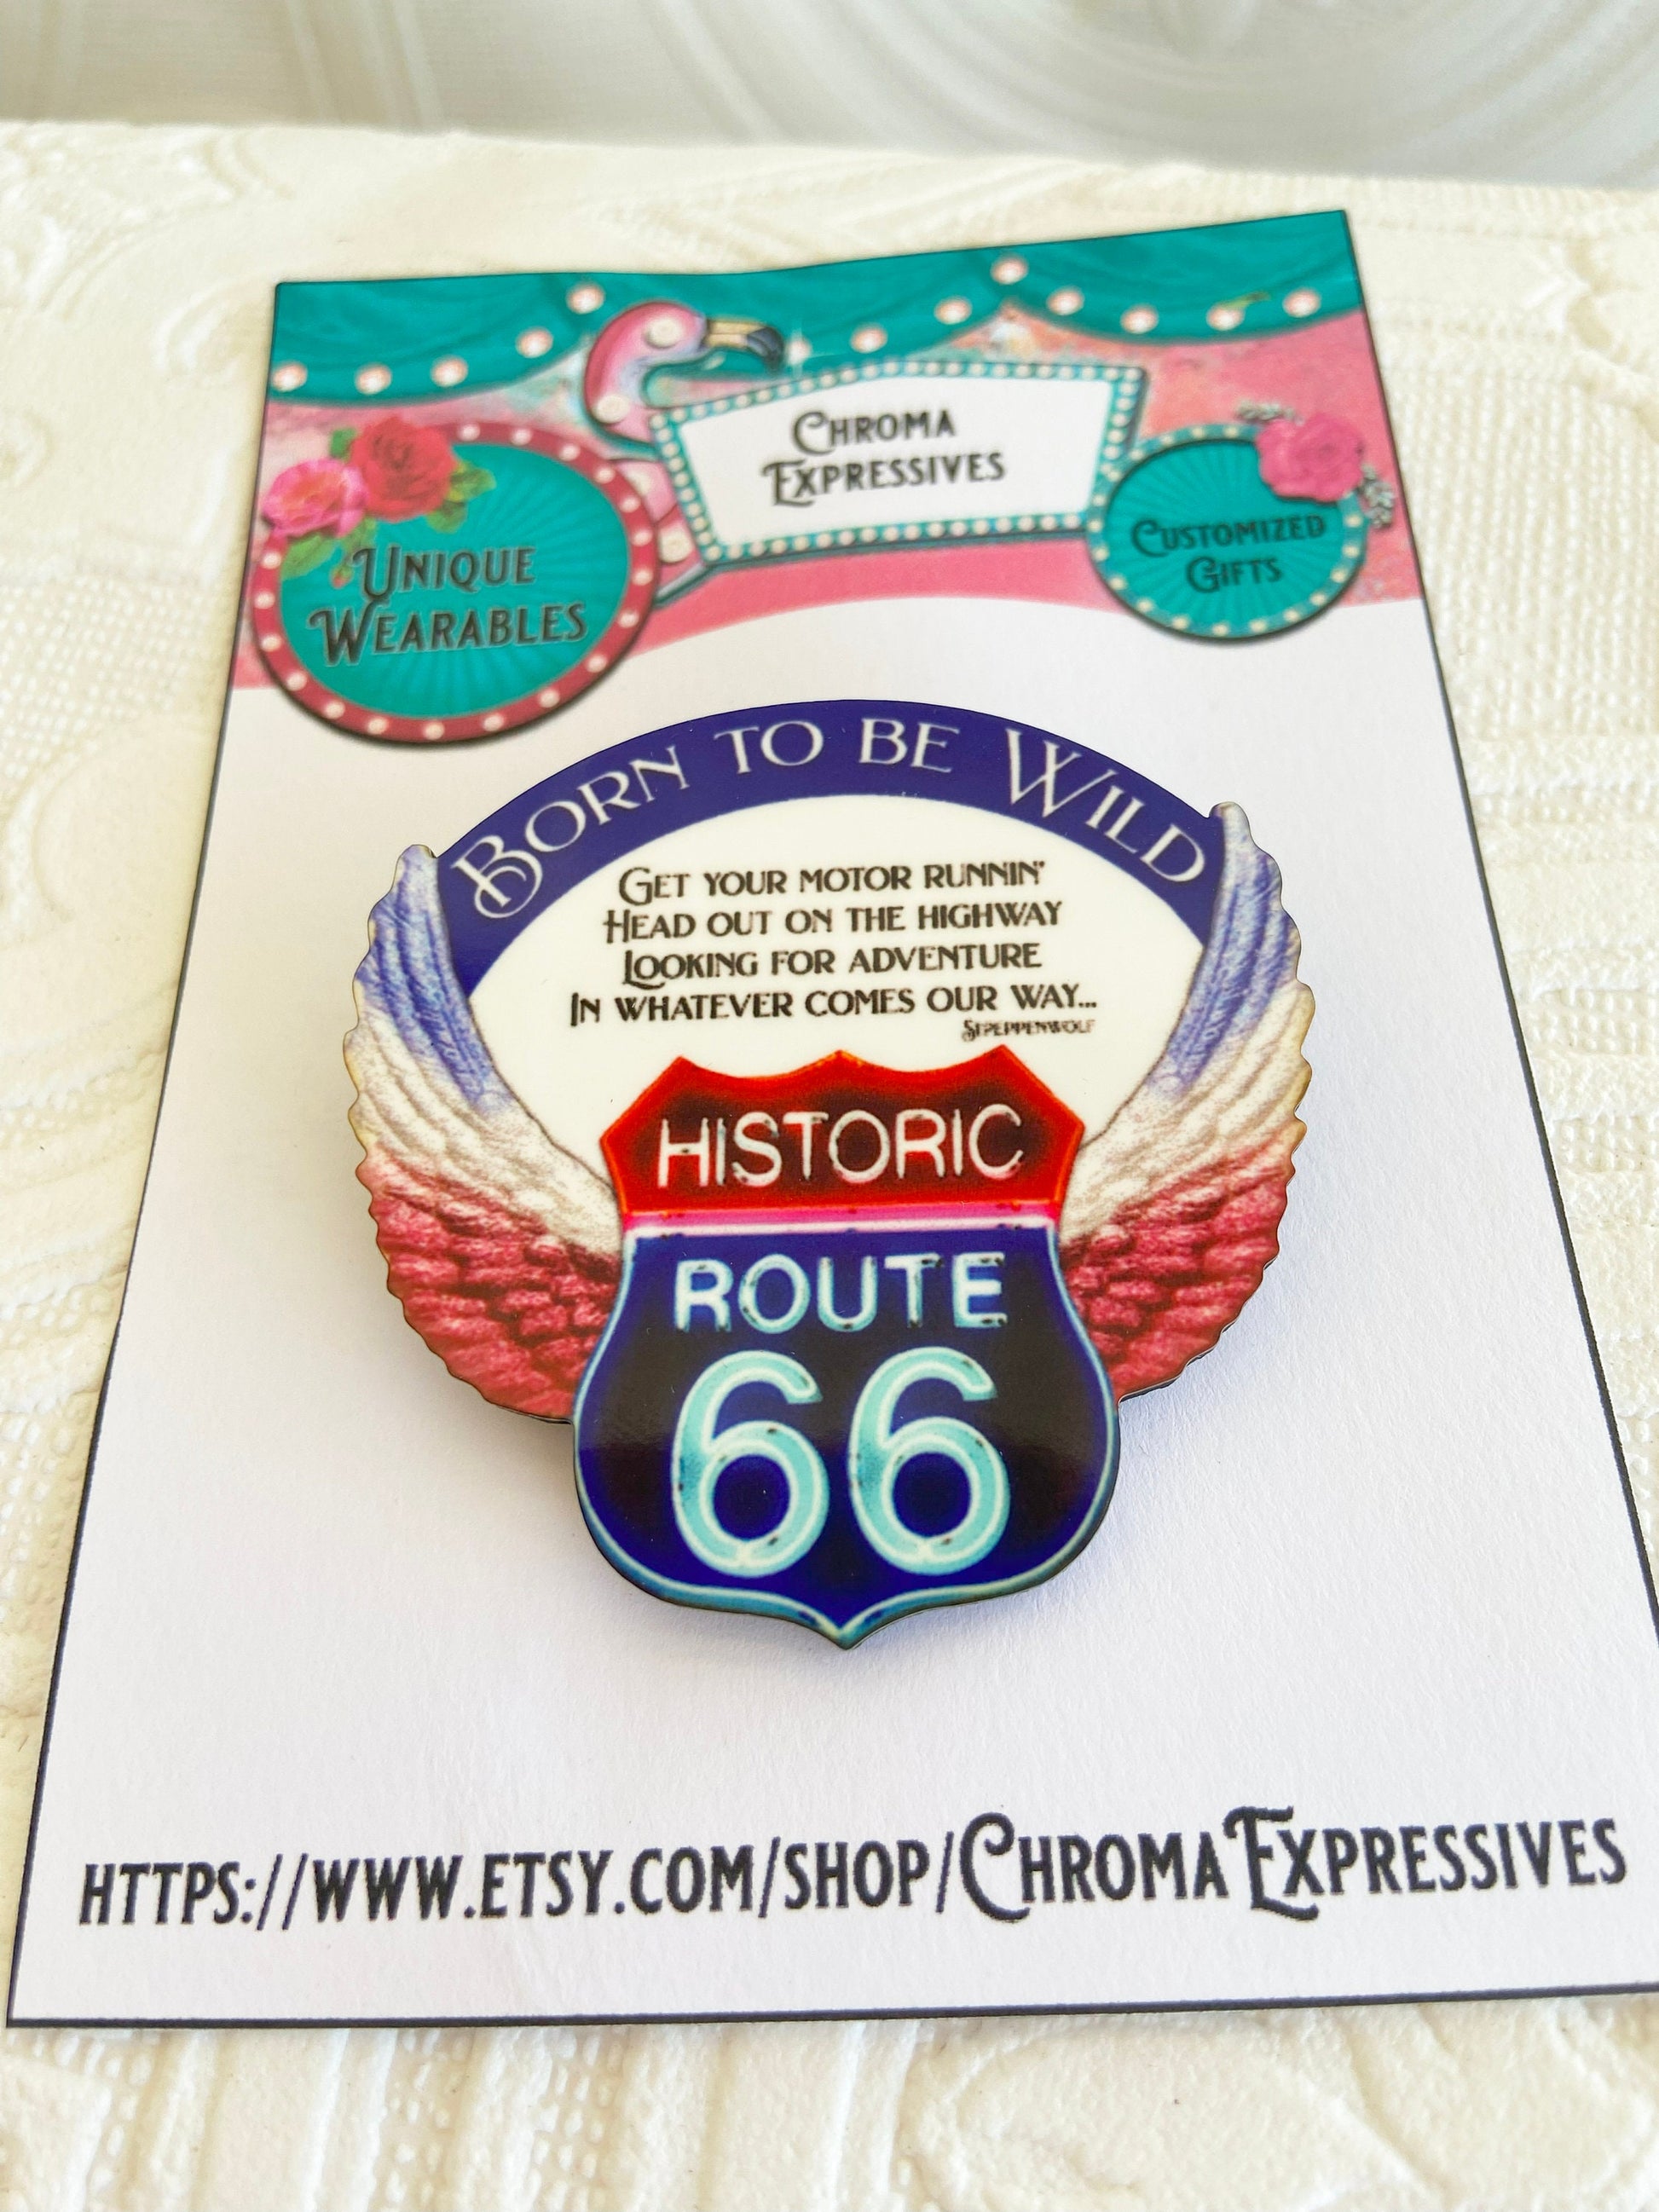 Chroma
Expressives
Unique
Wearables
Customized
Gifts
Born to be Wild
Get your motor runnin'
Head out on the highway
Looking for adventure
In whatever comes our way...
Stpeppenwolf
HISTORIC
ROUTE
66
https://www.etsy.com/shop/ChromaExpressives